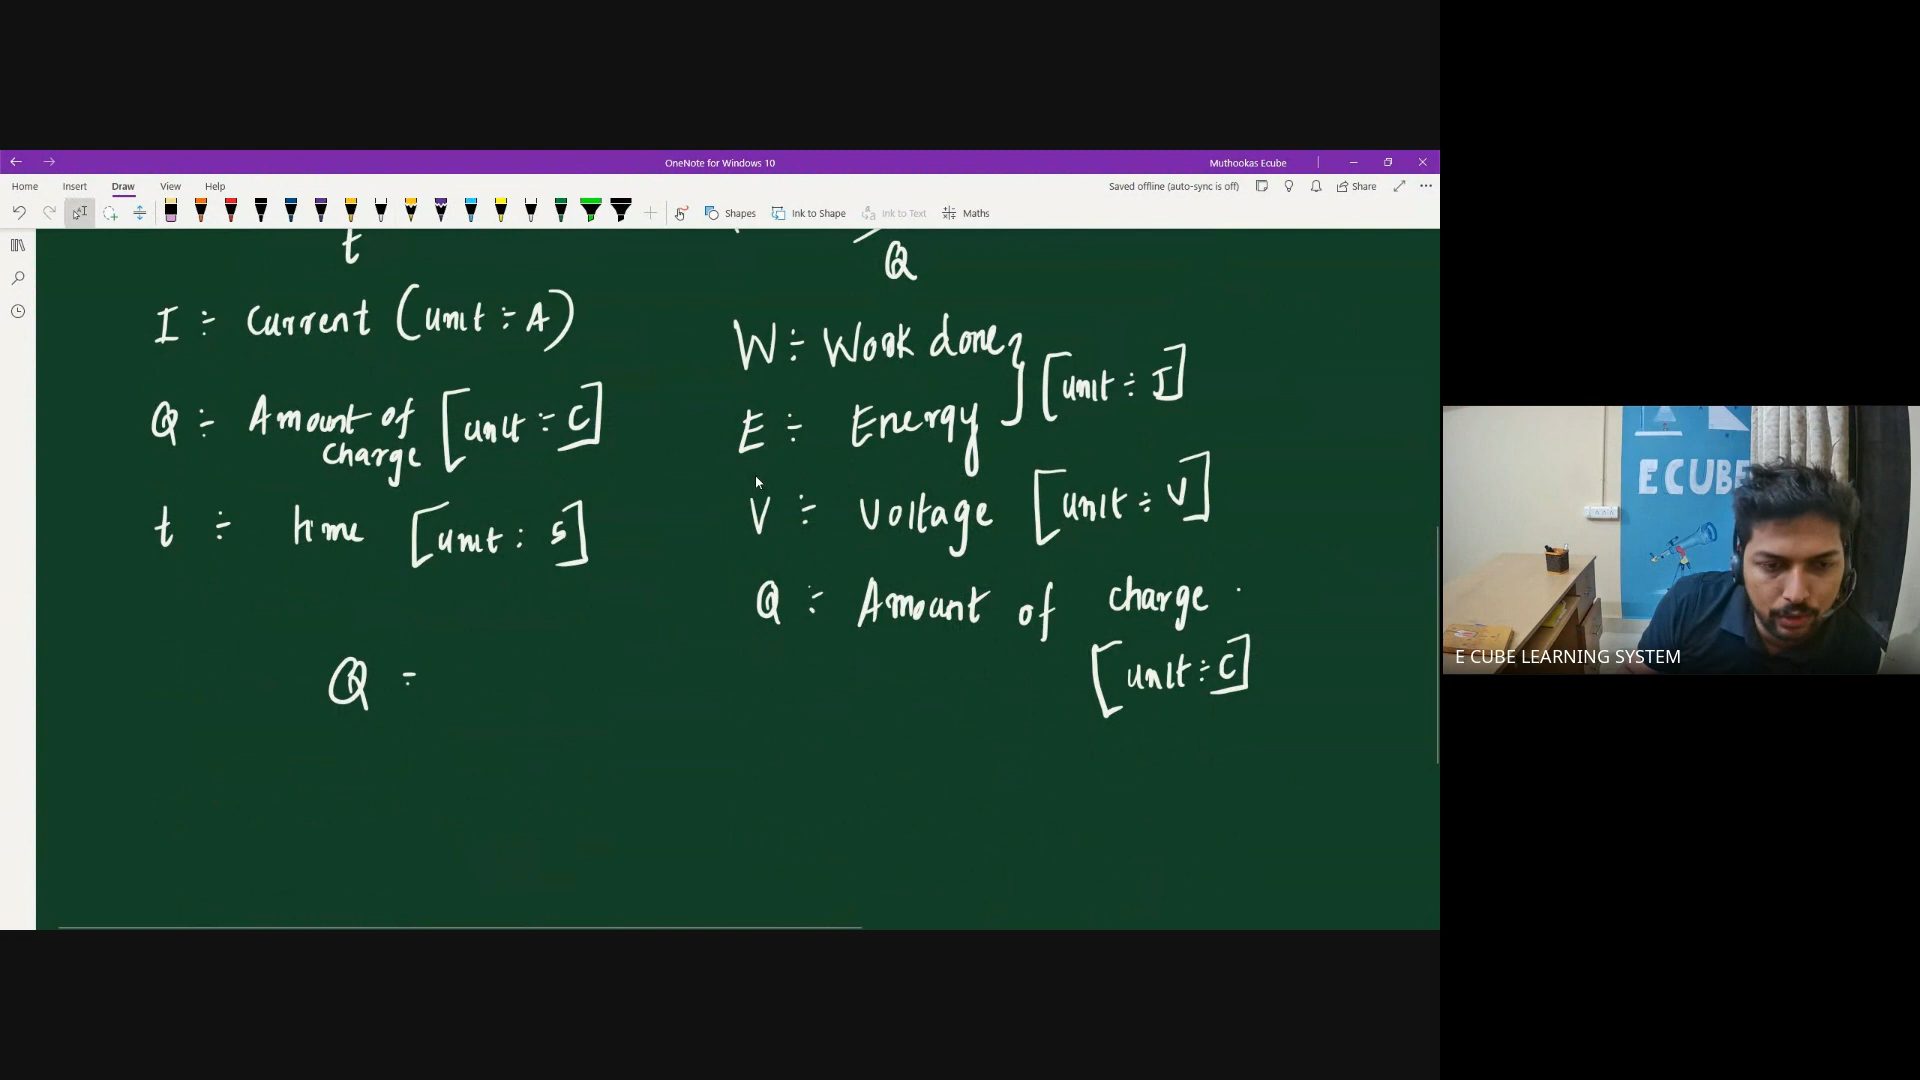 OneNote for Windows 10
Muthookas Ecube
Home Insert Draw View Help
Saved offline (auto-sync is off)
Share
Shapes Ink to Shape Ink to Text Maths
t
Q
I ÷ Current (unit ÷ A)
Q ÷ Amount of charge [unit ÷ C]
t ÷ time [unit : s]
Q =
W ÷ Work done
E ÷ Energy
[unit ÷ J]
V ÷ Voltage [unit ÷ V]
Q ÷ Amount of charge .
[unit ÷ C]
E CUBE
E CUBE LEARNING SYSTEM